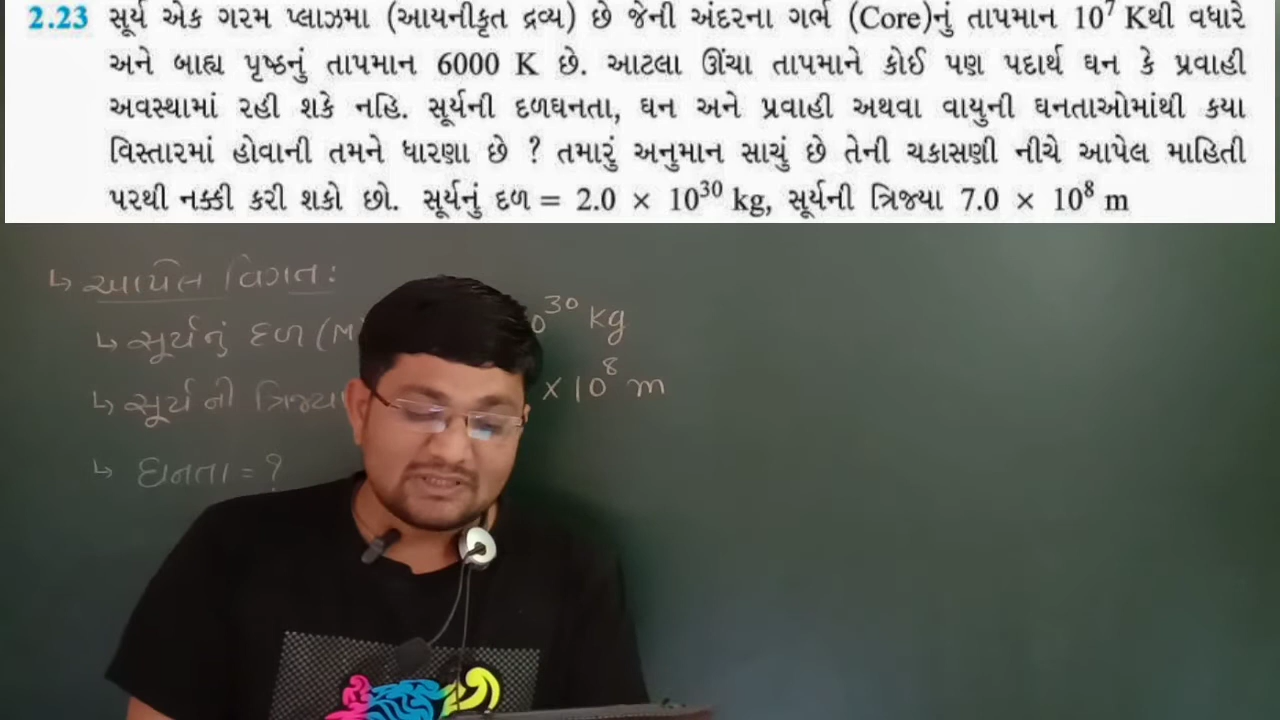 2.23 સૂર્ય એક ગરમ પ્લાઝમા (આયનીકૃત દ્રવ્ય) છે જેની અંદરના ગર્ભ (Core)નું તાપમાન 10⁷ Kથી વધારે
અને બાહ્ય પૃષ્ઠનું તાપમાન 6000 K છે. આટલા ઊંચા તાપમાને કોઈ પણ પદાર્થ ઘન કે પ્રવાહી
અવસ્થામાં રહી શકે નહિ. સૂર્યની દળઘનતા, ઘન અને પ્રવાહી અથવા વાયુની ઘનતાઓમાંથી કયા
વિસ્તારમાં હોવાની તમને ધારણા છે ? તમારું અનુમાન સાચું છે તેની ચકાસણી નીચે આપેલ માહિતી
પરથી નક્કી કરી શકો છો. સૂર્યનું દળ = 2.0 × 10³⁰ kg, સૂર્યની ત્રિજ્યા 7.0 × 10⁸ m
↳ આપેલ વિગત:
↳ સૂર્યનું દળ (M 0³⁰ kg
↳ સૂર્ય ની ત્રિજ્યા × 10⁸ m
↳ ઘનતા = ?